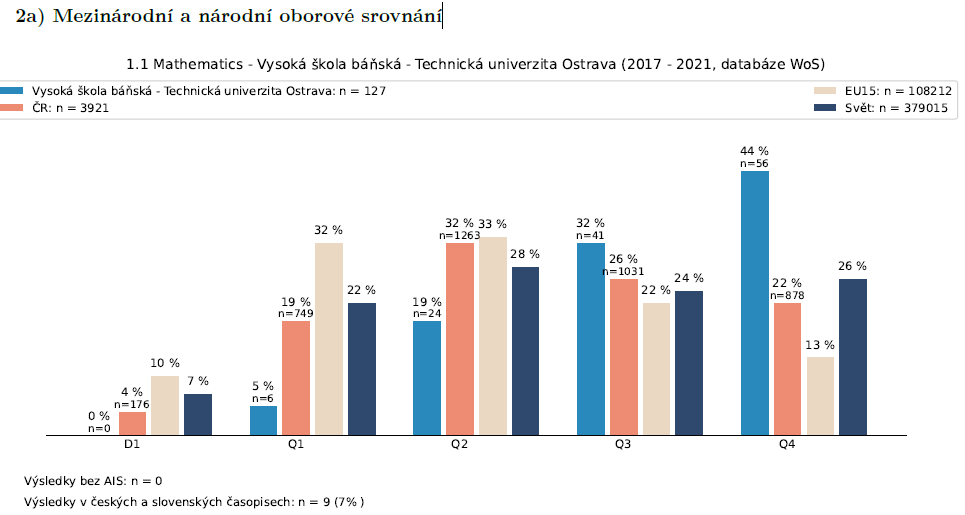 2a) Mezinárodní a národní oborové srovnání
1.1 Mathematics - Vysoká škola báňská - Technická univerzita Ostrava (2017 - 2021, databáze WoS)
Vysoká škola báňská - Technická univerzita Ostrava: n = 127
ČR: n = 3921
EU15: n = 108212
Svět: n = 379015
0 %
n=0
4 %
n=176
10 %
7 %
5 %
n=6
19 %
n=749
32 %
22 %
19 %
n=24
32 %
n=1263
33 %
28 %
32 %
n=41
26 %
n=1031
22 %
24 %
44 %
n=56
22 %
n=878
13 %
26 %
D1
Q1
Q2
Q3
Q4
Výsledky bez AIS: n = 0
Výsledky v českých a slovenských časopisech: n = 9 (7% )